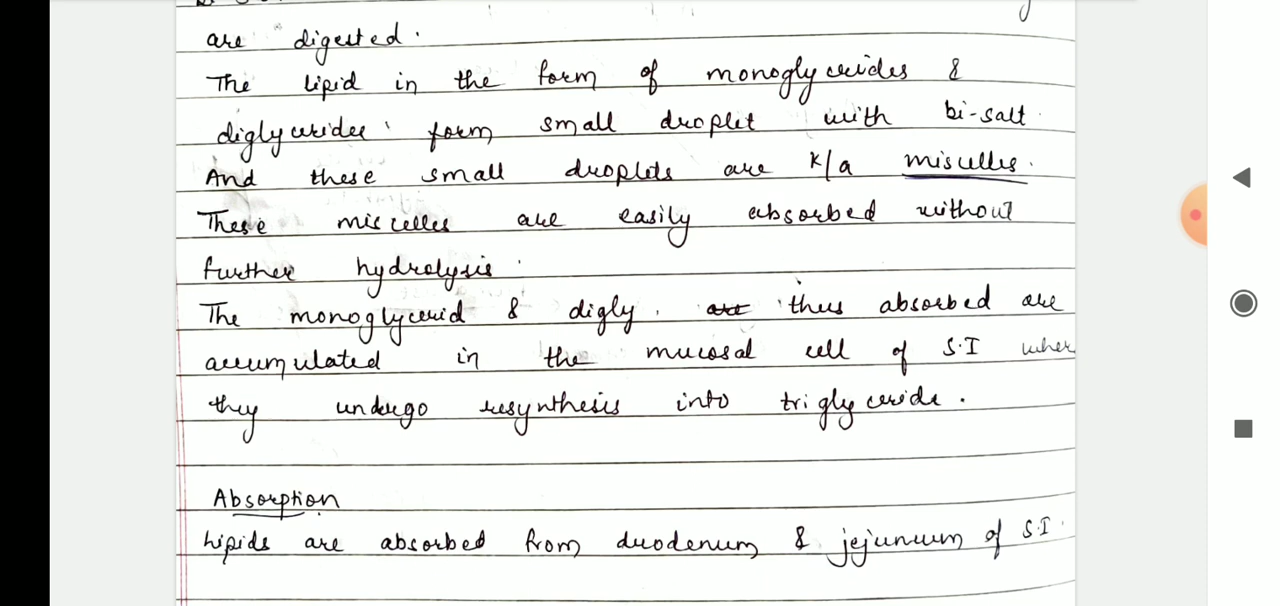 are digested.
The lipid in the form of monoglycerides &
diglyceridee form small droplet with bi-salt.
And these small droplets are k/a miscelles.
These miscelles are easily absorbed without
further hydrolysis.
The monoglycerid & digly. are thus absorbed are
accumulated in the mucosal cell of S.I wher
they undergo resynthesis into triglyceride.
Absorption
Lipids are absorbed from duodenum & jejunum of S.I.